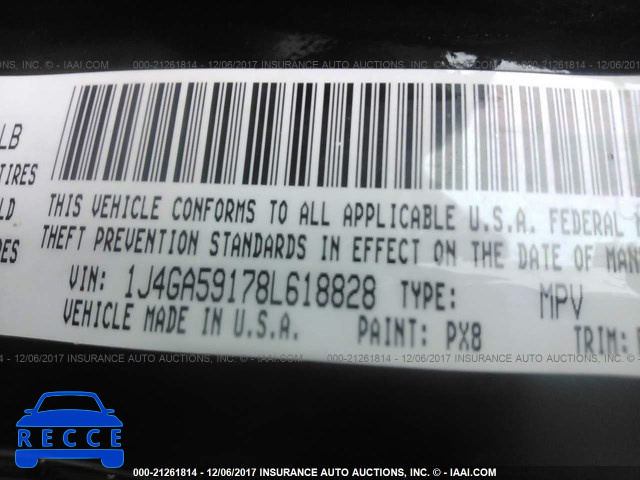 000-21261814 - 12/06/2017 INSURANCE AUTO AUCTIONS, INC. - © - IAAI.COM
LB
TIRES
LD
RES
THIS VEHICLE CONFORMS TO ALL APPLICABLE U.S.A. FEDERAL
THEFT PREVENTION STANDARDS IN EFFECT ON THE DATE OF MAN
VIN: 1J4GA59178L618828 TYPE: MPV
VEHICLE MADE IN U.S.A. PAINT: PX8 TRIM:
000-21261814 - 12/06/2017 INSURANCE AUTO AUCTIONS, INC. - © - IAAI.COM
RECCE
000-21261814 - 12/06/2017 INSURANCE AUTO AUCTIONS, INC. - © - IAAI.COM